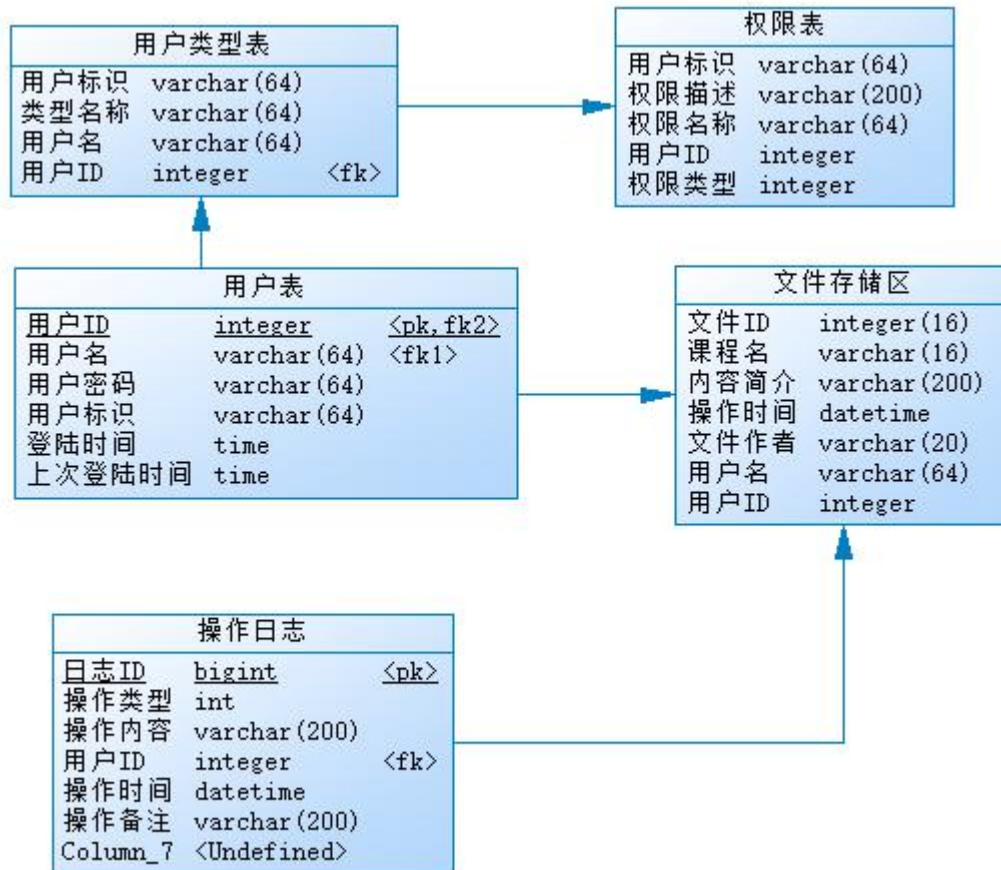 用户类型表
用户标识 varchar(64)
类型名称 varchar(64)
用户名 varchar(64)
用户ID integer <fk>
权限表
用户标识 varchar(64)
权限描述 varchar(200)
权限名称 varchar(64)
用户ID integer
权限类型 integer
用户表
用户ID integer <pk,fk2>
用户名 varchar(64) <fk1>
用户密码 varchar(64)
用户标识 varchar(64)
登陆时间 time
上次登陆时间 time
文件存储区
文件ID integer(16)
课程名 varchar(16)
内容简介 varchar(200)
操作时间 datetime
文件作者 varchar(20)
用户名 varchar(64)
用户ID integer
操作日志
日志ID bigint <pk>
操作类型 int
操作内容 varchar(200)
用户ID integer <fk>
操作时间 datetime
操作备注 varchar(200)
Column_7 <Undefined>